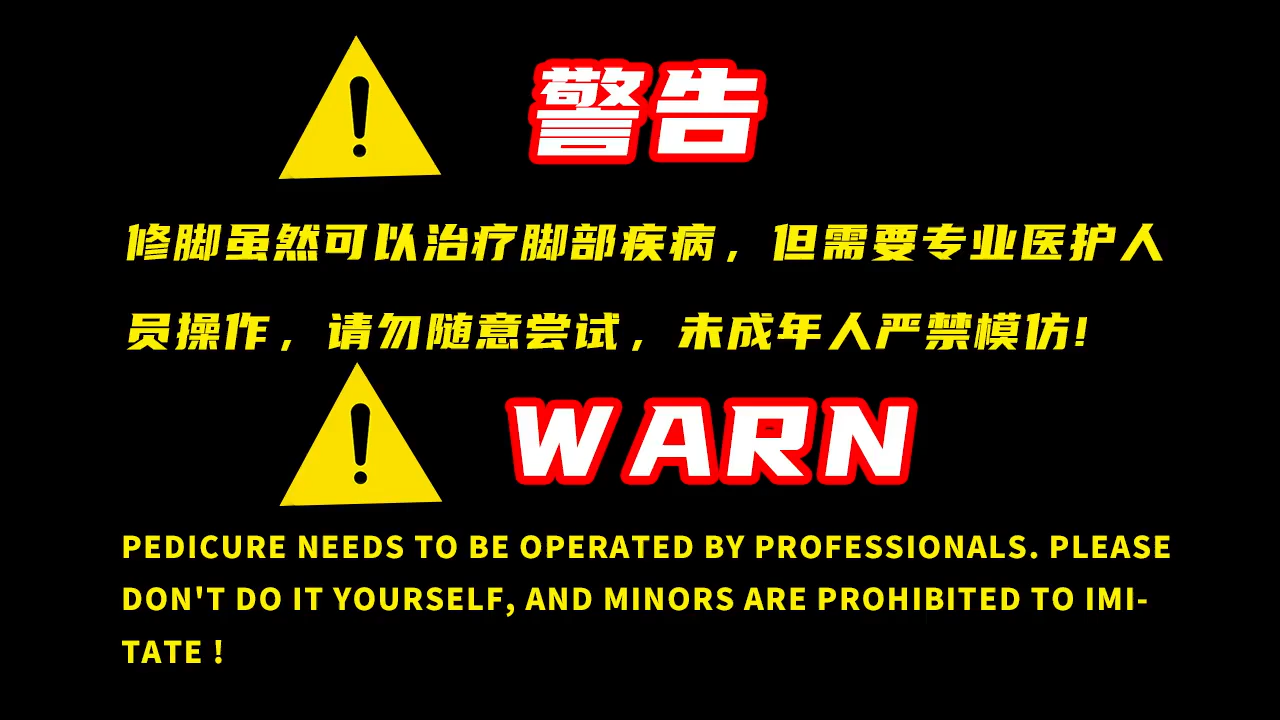 警告
修脚虽然可以治疗脚部疾病，但需要专业医护人
员操作，请勿随意尝试，未成年人严禁模仿!
WARN
PEDICURE NEEDS TO BE OPERATED BY PROFESSIONALS. PLEASE
DON'T DO IT YOURSELF, AND MINORS ARE PROHIBITED TO IMI-
TATE !